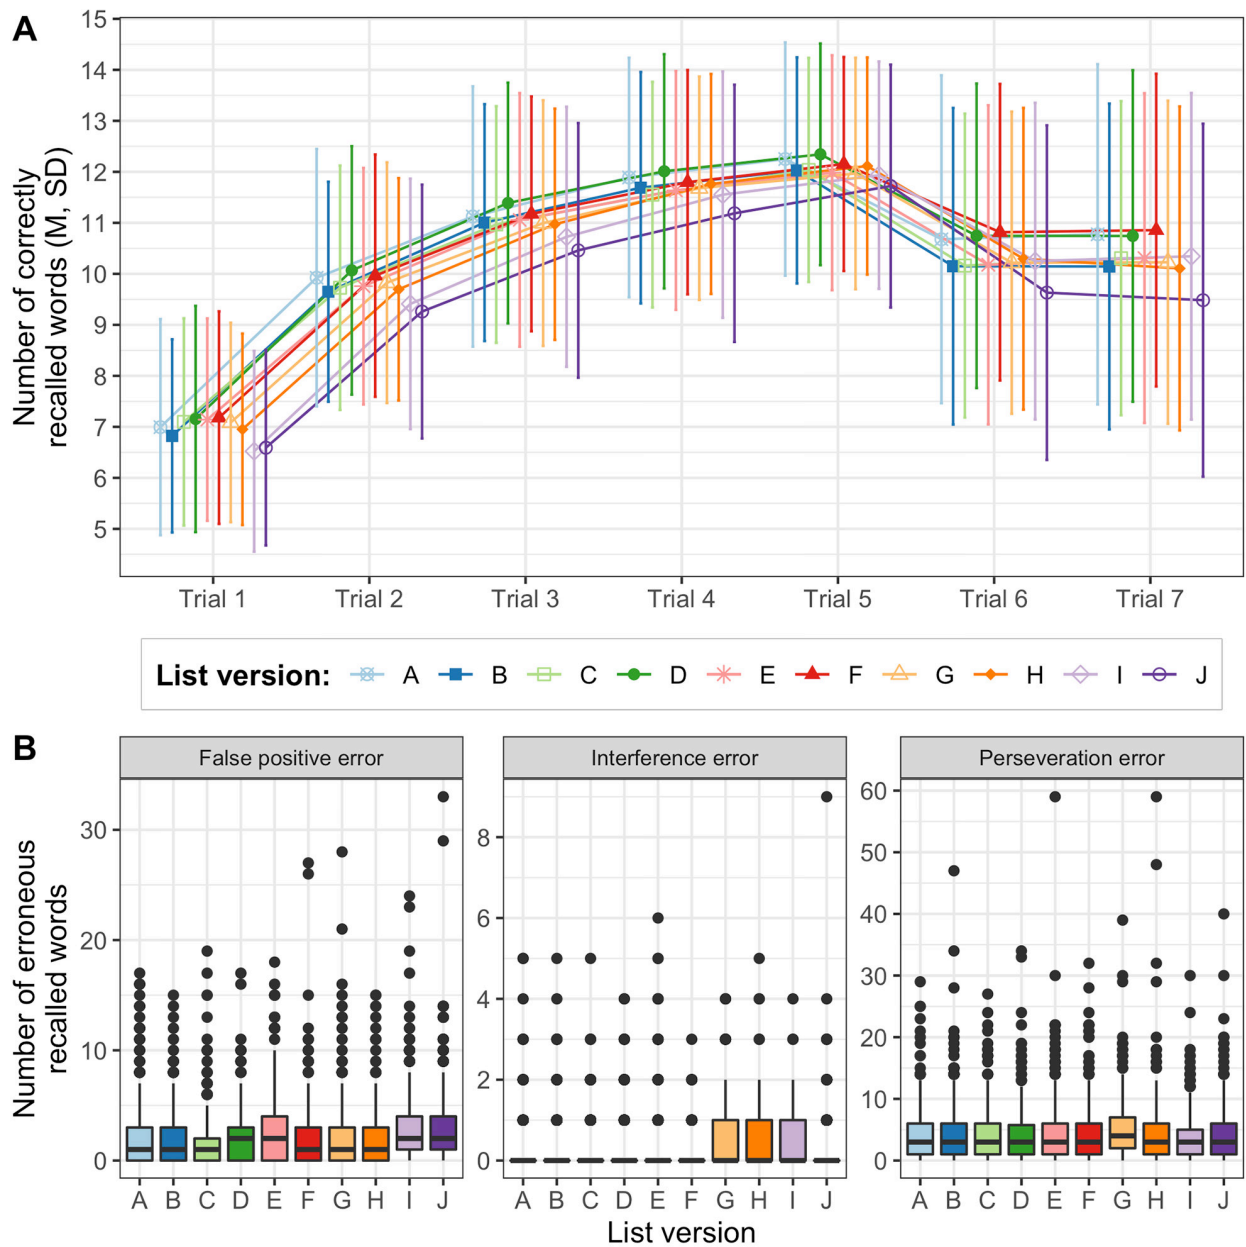 A
Number of correctly
recalled words (M, SD)
15
14
13
12
11
10
9
8
7
6
5
Trial 1 Trial 2 Trial 3 Trial 4 Trial 5 Trial 6 Trial 7
List version: A B C D E F G H I J
B
Number of erroneous
recalled words
False positive error
30
20
10
0
A B C D E F G H I J
Interference error
8
6
4
2
0
A B C D E F G H I J
Perseveration error
60
50
40
30
20
10
0
A B C D E F G H I J
List version